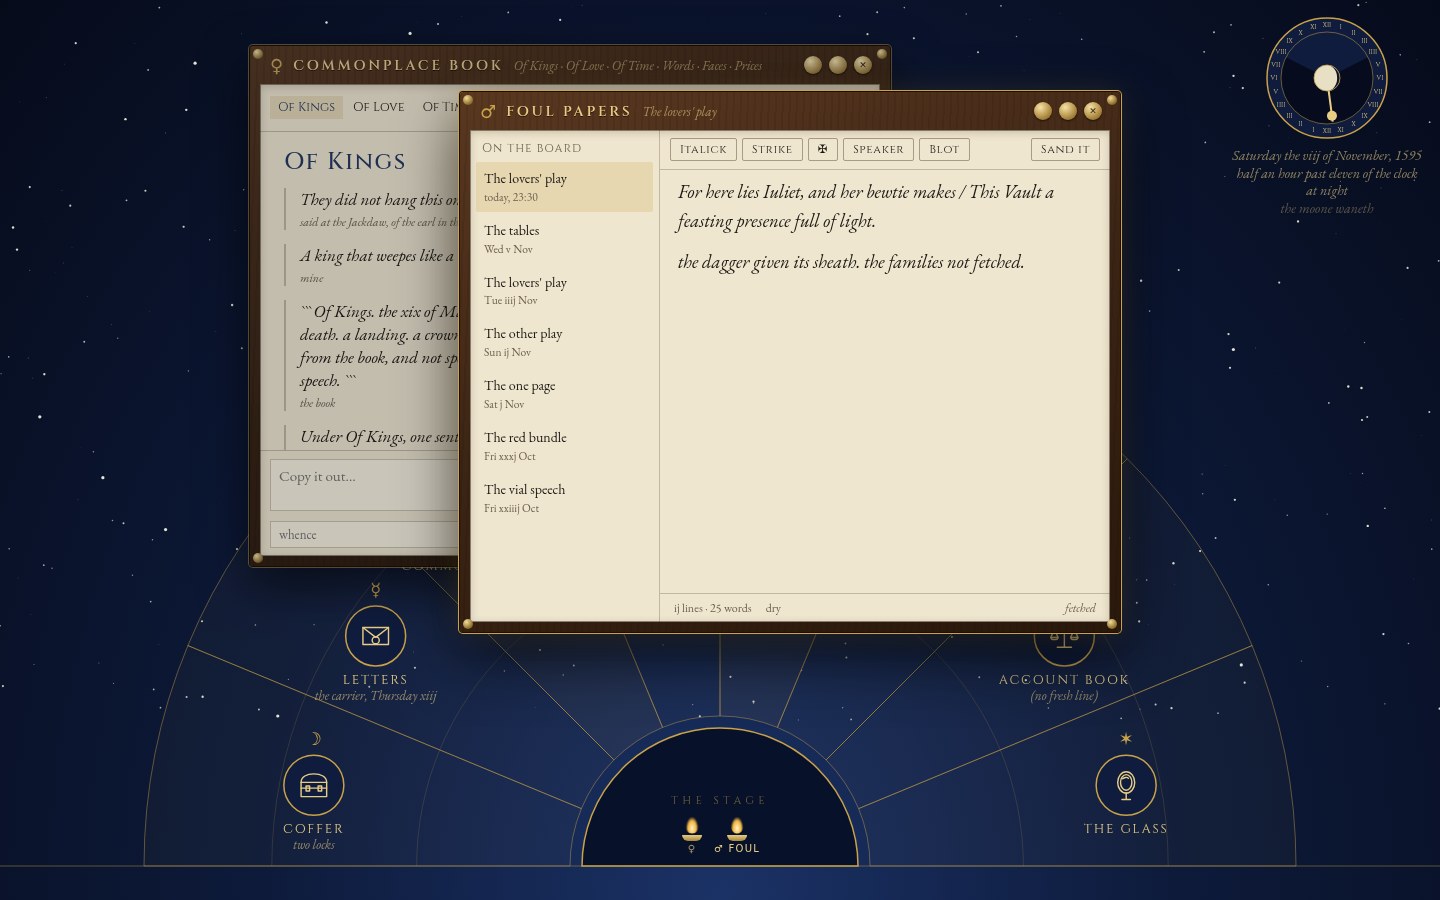 COMMONPLACE BOOK Of Kings · Of Love · Of Time · Words · Faces · Prices
OF KINGS OF LOVE OF TIM
OF KINGS
They did not hang this on
said at the Jackdaw, of the earl in th
A king that weepes like a
mine
``` Of Kings. the xix of Ma
death. a landing. a crown
from the book, and not sp
speech. ```
the book
Under Of Kings, one sent
Copy it out...
whence
FOUL PAPERS The lovers' play
ON THE BOARD
The lovers' play
today, 23:30
The tables
Wed v Nov
The lovers' play
Tue iiij Nov
The other play
Sun ij Nov
The one page
Sat j Nov
The red bundle
Fri xxxj Oct
The vial speech
Fri xxiiij Oct
ITALICK STRIKE ✠ SPEAKER BLOT SAND IT
For here lies Iuliet, and her bewtie makes / This Vault a
feasting presence full of light.
the dagger given its sheath. the families not fetched.
ij lines · 25 words dry fetched
Saturday the viij of November, 1595
half an hour past eleven of the clock
at night
the moone waneth
LETTERS
the carrier, Thursday xiij
COFFER
two locks
ACCOUNT BOOK
(no fresh line)
THE GLASS
THE STAGE
♀ ♂ FOUL